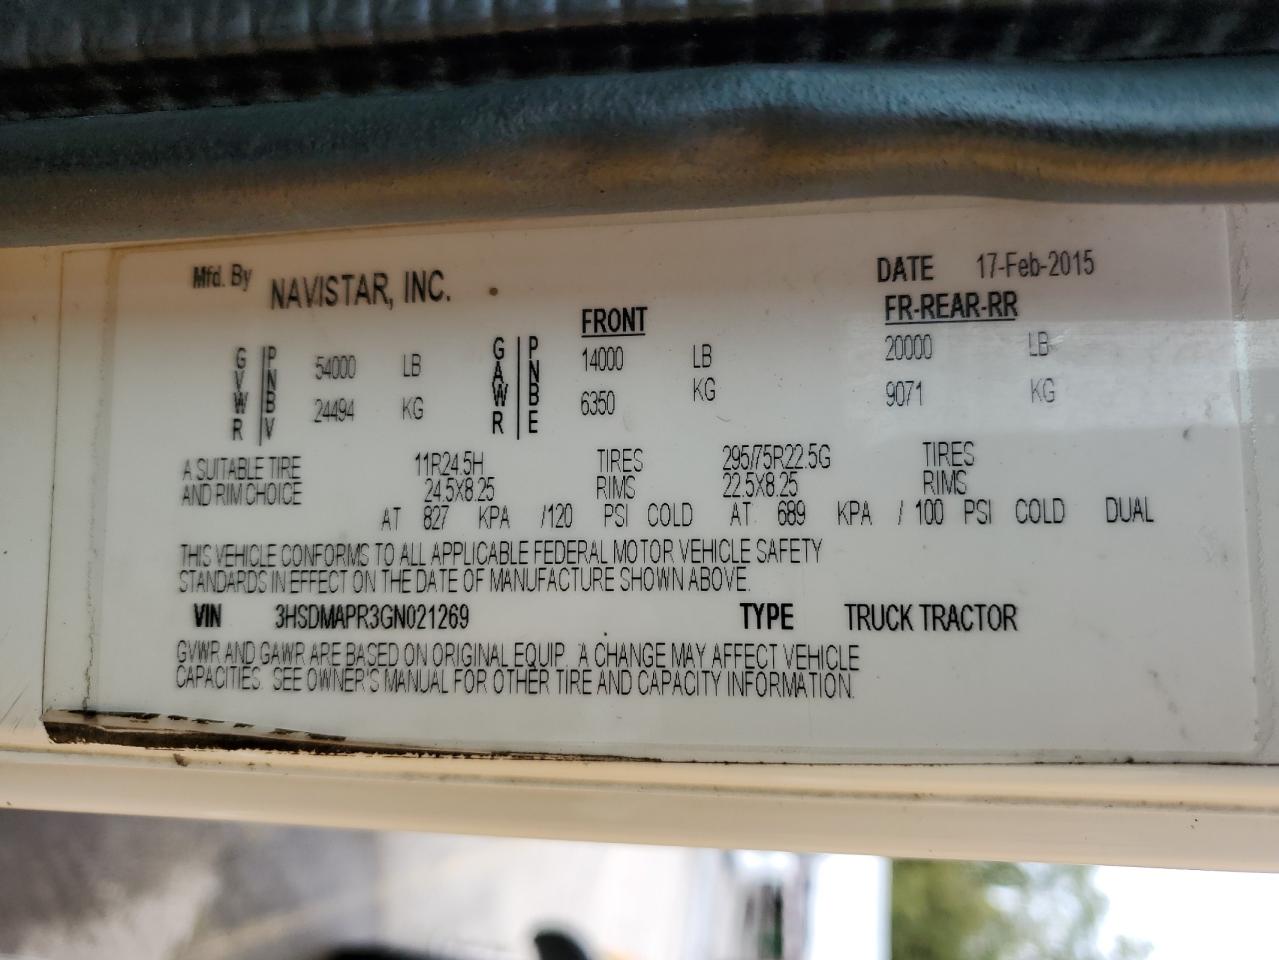 Mfd. By NAVISTAR, INC. DATE 17-Feb-2015
FRONT FR-REAR-RR
GVWR PNBV 54000 LB GAWR PNBE 14000 LB 20000 LB
24494 KG 6350 KG 9071 KG
A SUITABLE TIRE 11R24.5H TIRES 295/75R22.5G TIRES
AND RIM CHOICE 24.5X8.25 RIMS 22.5X8.25 RIMS
AT 827 KPA /120 PSI COLD AT 689 KPA / 100 PSI COLD DUAL
THIS VEHICLE CONFORMS TO ALL APPLICABLE FEDERAL MOTOR VEHICLE SAFETY
STANDARDS IN EFFECT ON THE DATE OF MANUFACTURE SHOWN ABOVE.
VIN 3HSDMAPR3GN021269 TYPE TRUCK TRACTOR
GVWR AND GAWR ARE BASED ON ORIGINAL EQUIP. A CHANGE MAY AFFECT VEHICLE
CAPACITIES. SEE OWNER'S MANUAL FOR OTHER TIRE AND CAPACITY INFORMATION.